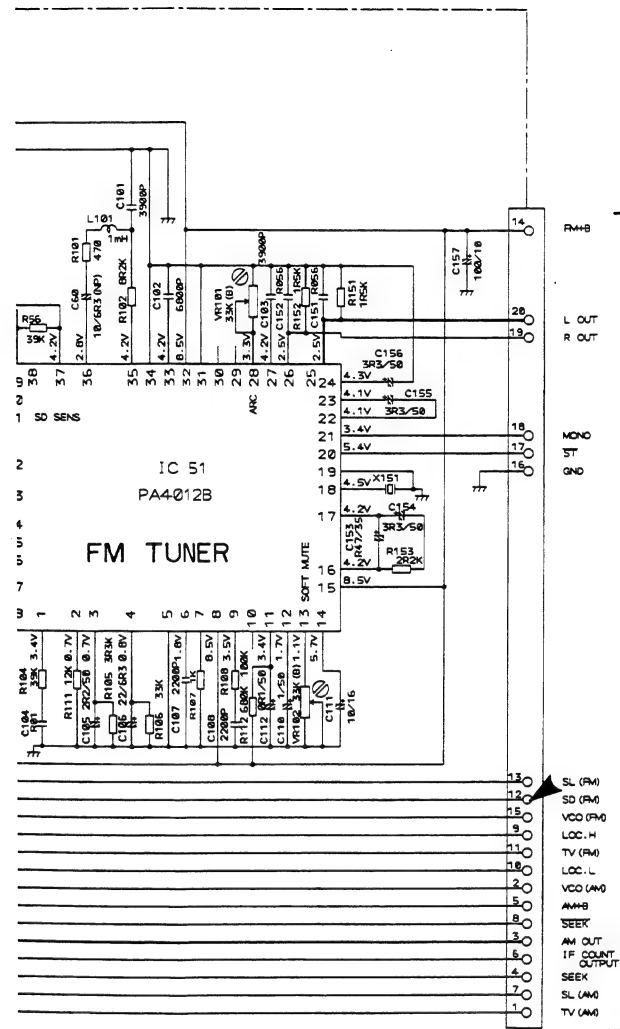 14 FM+B
C101
3900P
L101
1mH
R101
470
C60
10/6R3 (NP)
R102 8R2K
C102
6800P
VR101
33K(B)
3900P
C103
R056
C152
1R5K
R152
R056
C151
R151
1R5K
C157
100/10
20 L OUT
19 R OUT
R56
39K
4.2V
2.8V
4.2V
4.2V
8.5V
3.3V
4.2V
2.5V
2.5V
38 37 36 35 34 33 32 31 30 29 28 27 26 25
SD SENS
ARC
24 4.3V
C156
3R3/50
23 4.1V
C155
3R3/50
22 4.1V
21 3.4V
18 MONO
20 5.4V
17 ST
19
16 GND
18 4.5V X151
IC 51
PA4012B
FM TUNER
SOFT MUTE
17 4.2V
C154
3R3/50
C153
R47/35
R153
2R2K
16 4.2V
15 8.5V
1 2 3 4 5 6 7 8 9 10 11 12 13 14
3.4V
0.7V
0.7V
0.8V
1.8V
8.5V
3.5V
3.4V
1.7V
1.1V
5.7V
R104
39K
C104
R01
R111 12K
C105 2R2/50
R105 3R3K
C106 22/6R3
R106
33K
C107
2200P
R107 1K
C108
2200P
R108
100K
R112 680K
C112 0R1/50
C110 1/50
VR102 33K(B)
C111
10/16
13 SL (FM)
12 SD (FM)
15 VCO (FM)
9 LOC.H
11 TV (FM)
10 LOC.L
2 VCO (AM)
5 AM+B
8 SEEK
3 AM OUT
6 IF COUNT OUTPUT
4 SEEK
7 SL (AM)
1 TV (AM)